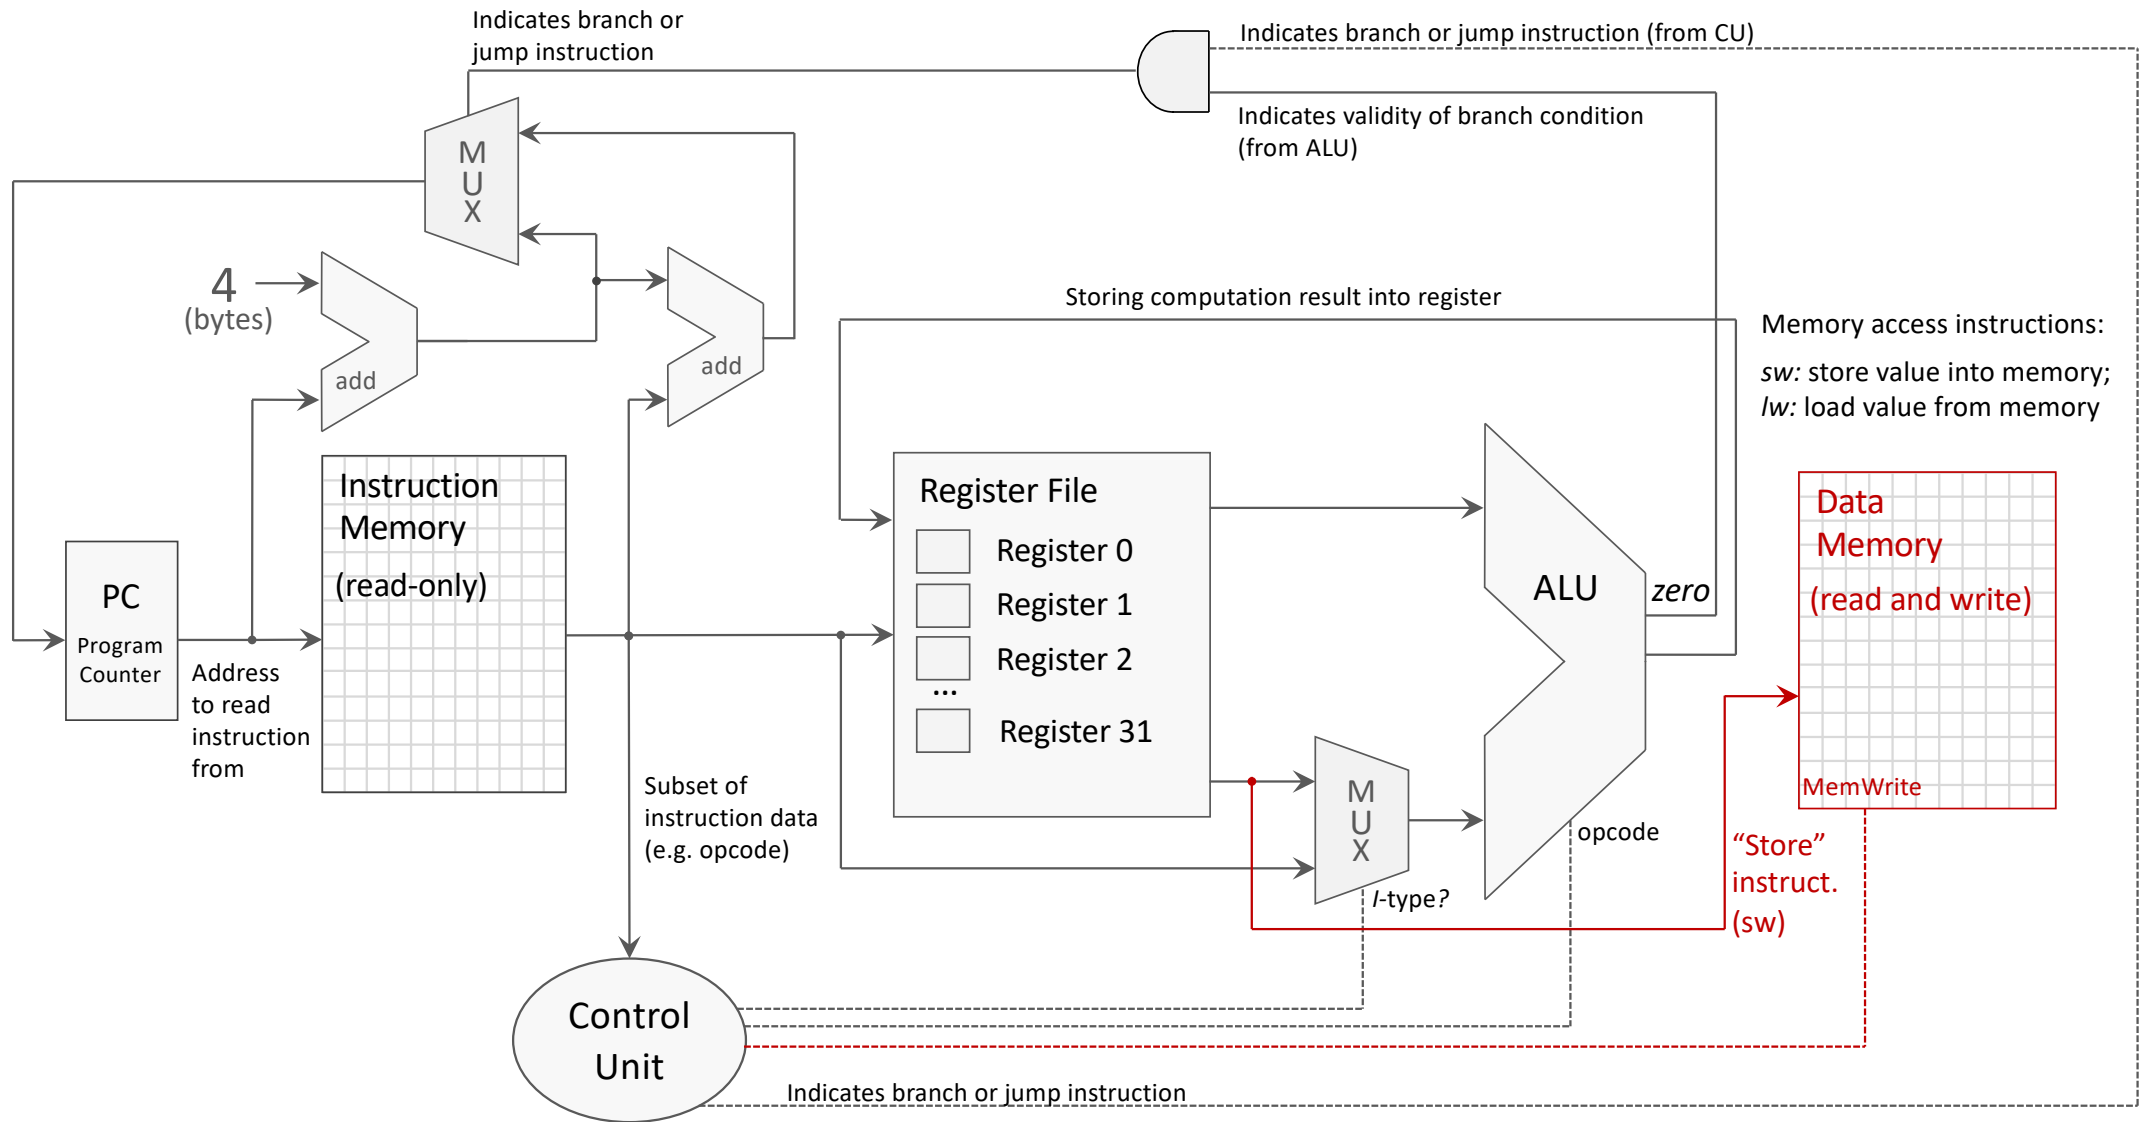 Indicates branch or
jump instruction
Indicates branch or jump instruction (from CU)
Indicates validity of branch condition
(from ALU)
M
U
X
4
(bytes)
add
add
Storing computation result into register
Memory access instructions:
sw: store value into memory;
lw: load value from memory
Instruction
Memory
(read-only)
Register File
Register 0
Register 1
Register 2
...
Register 31
ALU
zero
Data
Memory
(read and write)
MemWrite
PC
Program
Counter
Address
to read
instruction
from
Subset of
instruction data
(e.g. opcode)
M
U
X
I-type?
opcode
“Store”
instruct.
(sw)
Control
Unit
Indicates branch or jump instruction